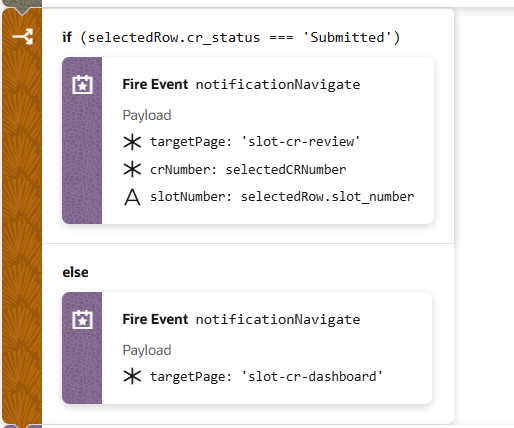 if (selectedRow.cr_status === 'Submitted')
Fire Event notificationNavigate
Payload
targetPage: 'slot-cr-review'
crNumber: selectedCRNumber
A slotNumber: selectedRow.slot_number
else
Fire Event notificationNavigate
Payload
targetPage: 'slot-cr-dashboard'